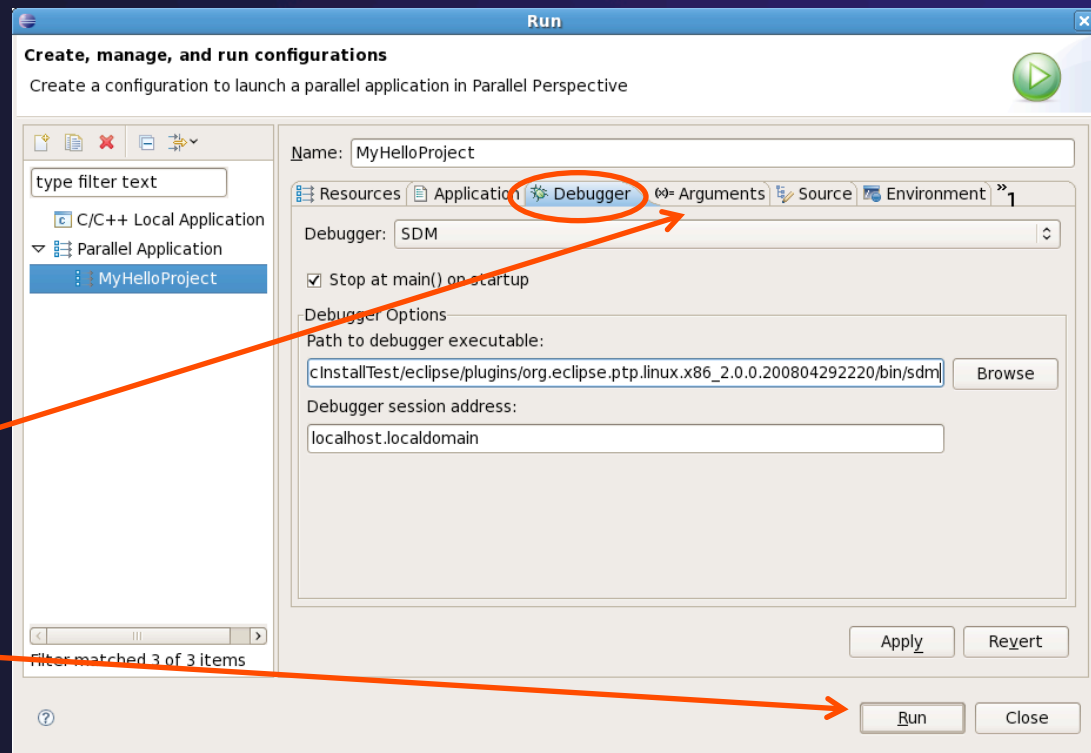 Run
Create, manage, and run configurations
Create a configuration to launch a parallel application in Parallel Perspective
type filter text
C/C++ Local Application
Parallel Application
MyHelloProject
Filter matched 3 of 3 items
Name: MyHelloProject
Resources Application Debugger (x)= Arguments Source Environment »1
Debugger: SDM
Stop at main() on startup
Debugger Options
Path to debugger executable:
cInstallTest/eclipse/plugins/org.eclipse.ptp.linux.x86_2.0.0.200804292220/bin/sdm Browse
Debugger session address:
localhost.localdomain
Apply Revert
? Run Close